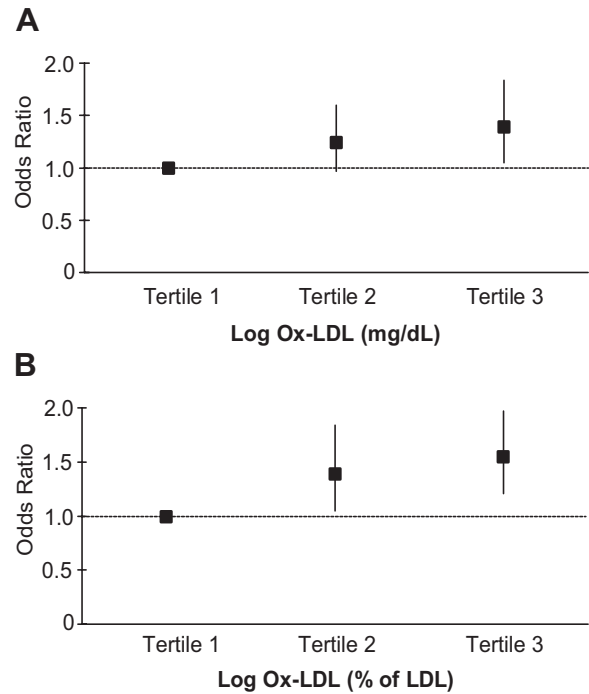 A
2.0
1.5
1.0
0.5
0
Odds Ratio
Tertile 1 Tertile 2 Tertile 3
Log Ox-LDL (mg/dL)
B
2.0
1.5
1.0
0.5
0
Odds Ratio
Tertile 1 Tertile 2 Tertile 3
Log Ox-LDL (% of LDL)